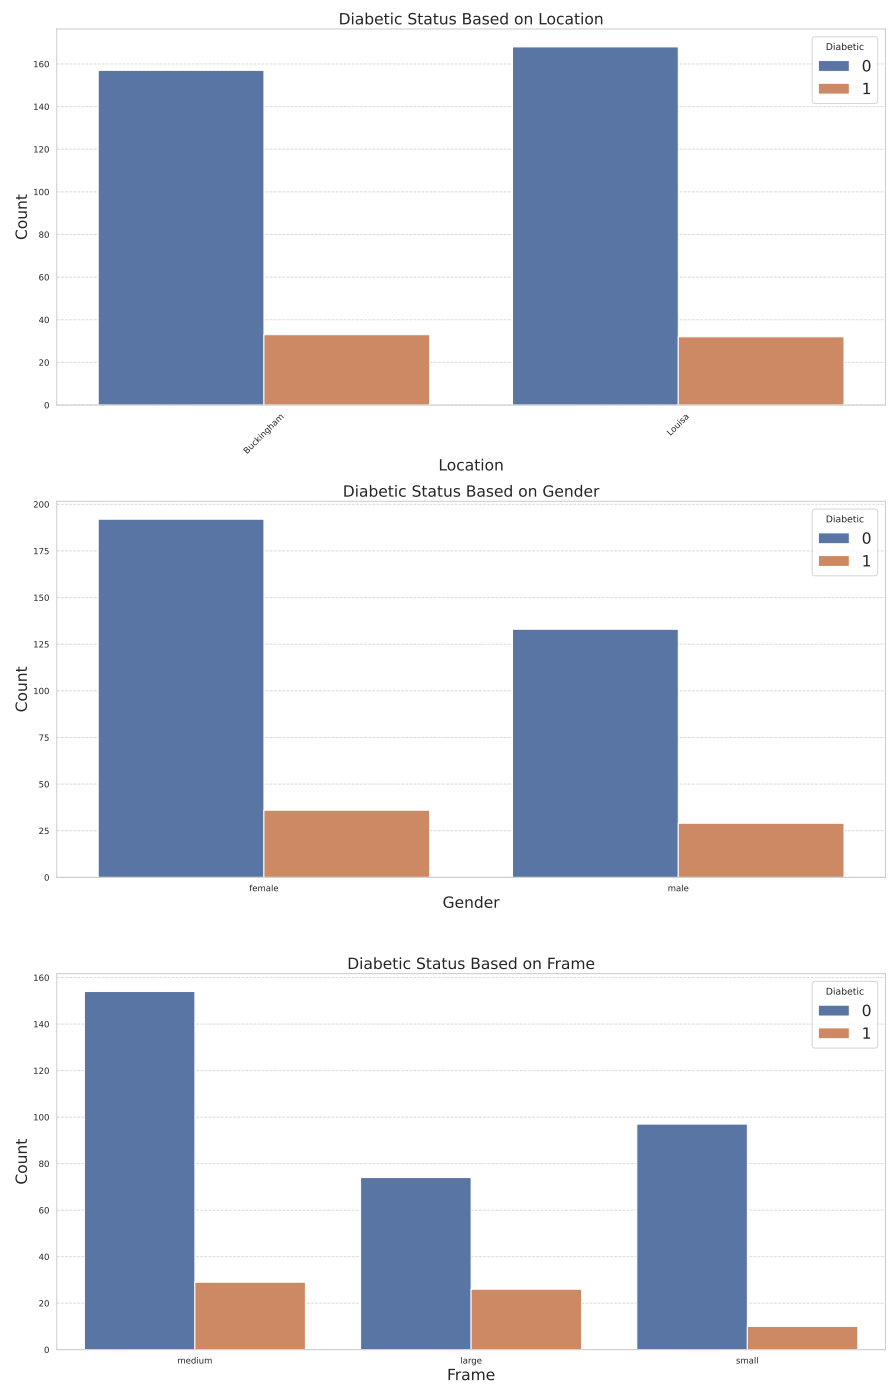 Diabetic Status Based on Location
Diabetic
0
1
160
140
120
100
80
60
40
20
0
Count
Buckingham
Louisa
Location
Diabetic Status Based on Gender
Diabetic
0
1
200
175
150
125
100
75
50
25
0
Count
female
male
Gender
Diabetic Status Based on Frame
Diabetic
0
1
160
140
120
100
80
60
40
20
0
Count
medium
large
small
Frame